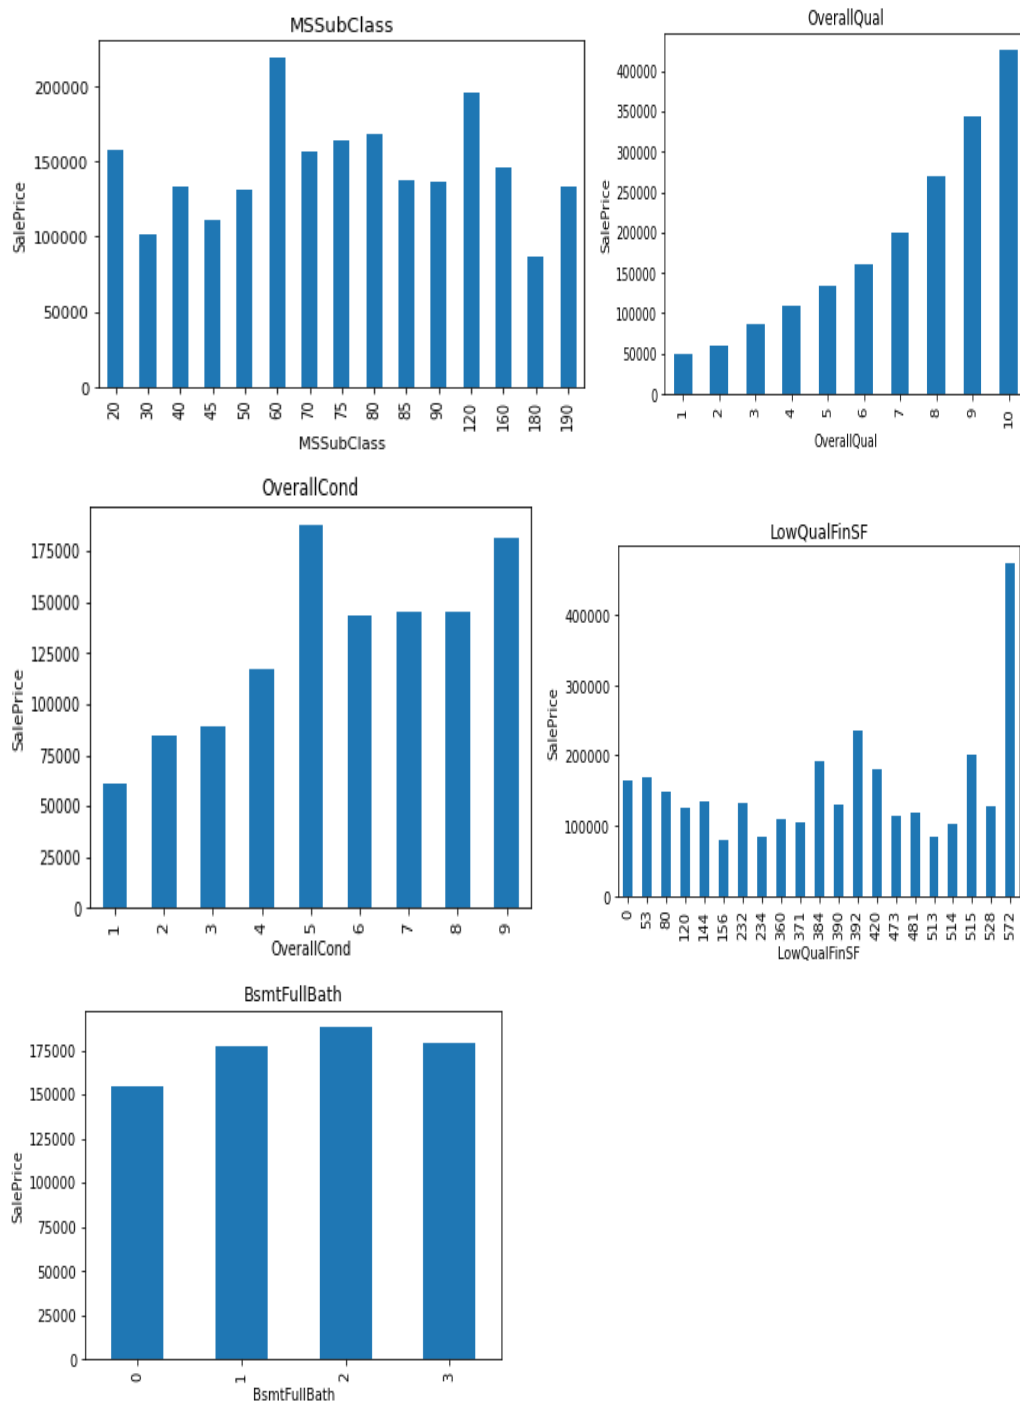 MSSubClass
SalePrice
200000
150000
100000
50000
0
20 30 40 45 50 60 70 75 80 85 90 120 160 180 190
MSSubClass
OverallQual
SalePrice
400000
350000
300000
250000
200000
150000
100000
50000
0
1 2 3 4 5 6 7 8 9 10
OverallQual
OverallCond
SalePrice
175000
150000
125000
100000
75000
50000
25000
0
1 2 3 4 5 6 7 8 9
OverallCond
LowQualFinSF
SalePrice
400000
300000
200000
100000
0
0 53 80 120 144 156 232 234 360 371 384 390 392 420 473 481 513 514 515 528 572
LowQualFinSF
BsmtFullBath
SalePrice
175000
150000
125000
100000
75000
50000
25000
0
0 1 2 3
BsmtFullBath